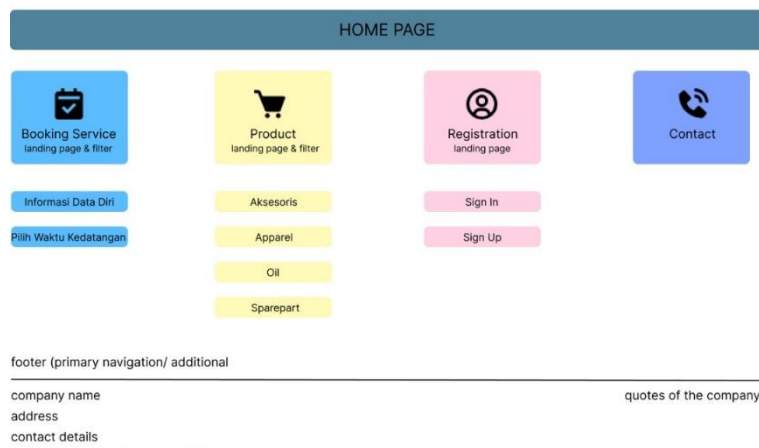 HOME PAGE
Booking Service
landing page & filter
Product
landing page & filter
Registration
landing page
Contact
Informasi Data Diri
Pilih Waktu Kedatangan
Aksesoris
Apparel
Oil
Sparepart
Sign In
Sign Up
footer (primary navigation/ additional
company name
quotes of the company
address
contact details